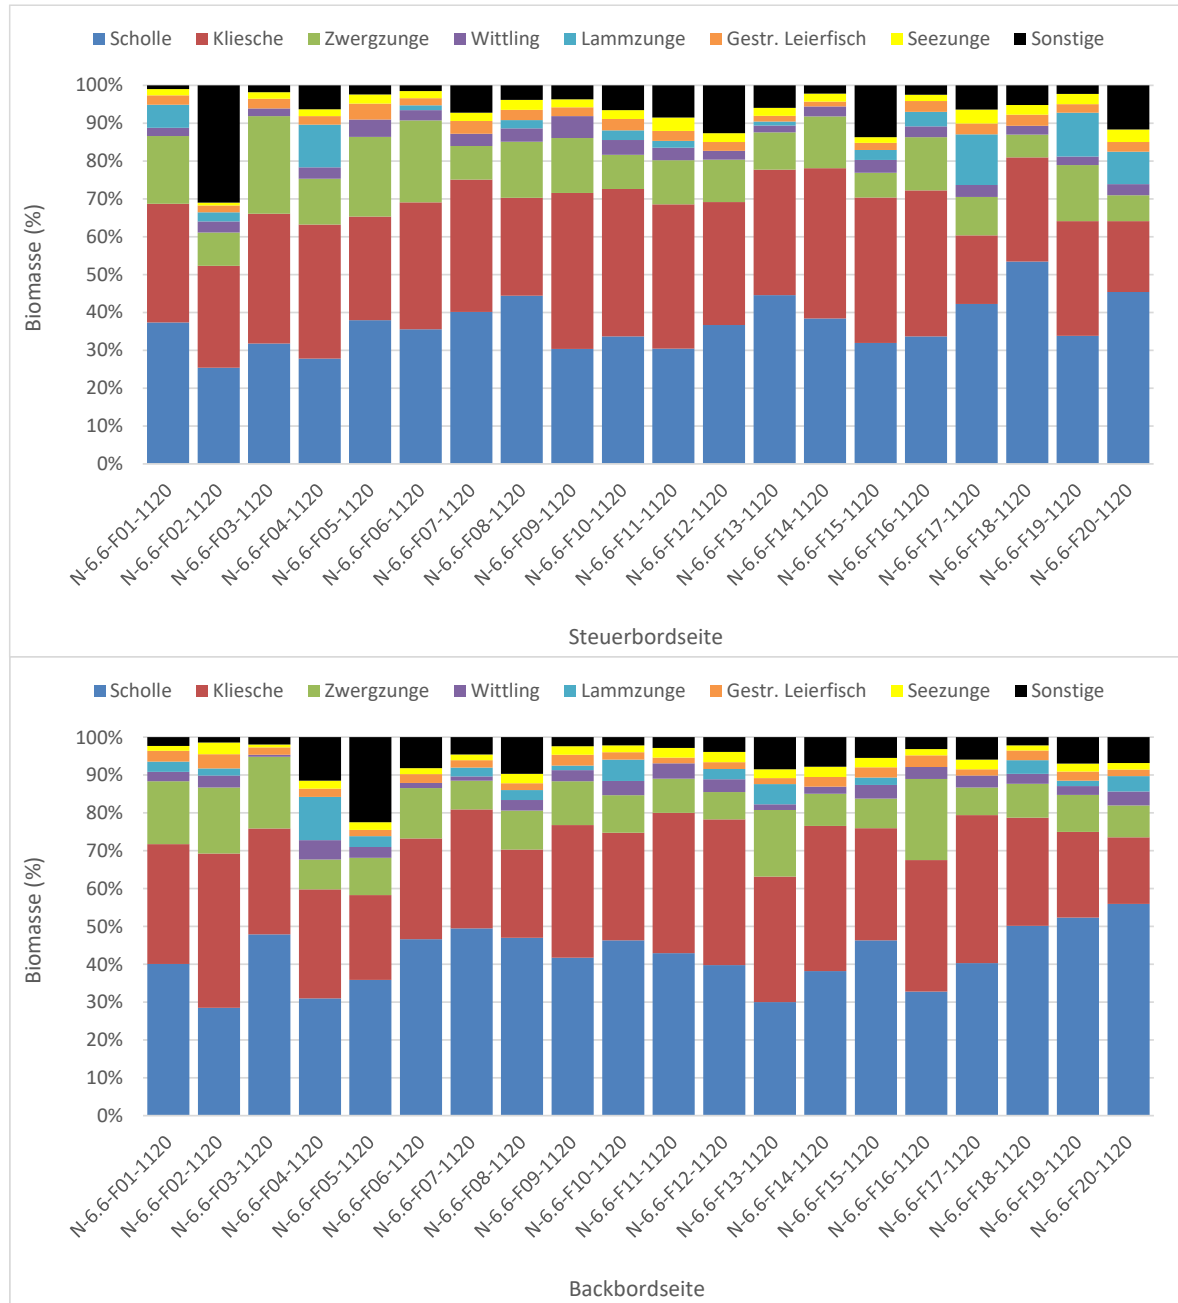 Scholle Kliesche Zwergzunge Wittling Lammzunge Gestr. Leierfisch Seezunge Sonstige
100%
90%
80%
70%
60%
50%
40%
30%
20%
10%
0%
Biomasse (%)
N-6.6-F01-1120
N-6.6-F02-1120
N-6.6-F03-1120
N-6.6-F04-1120
N-6.6-F05-1120
N-6.6-F06-1120
N-6.6-F07-1120
N-6.6-F08-1120
N-6.6-F09-1120
N-6.6-F10-1120
N-6.6-F11-1120
N-6.6-F12-1120
N-6.6-F13-1120
N-6.6-F14-1120
N-6.6-F15-1120
N-6.6-F16-1120
N-6.6-F17-1120
N-6.6-F18-1120
N-6.6-F19-1120
N-6.6-F20-1120
Steuerbordseite
Scholle Kliesche Zwergzunge Wittling Lammzunge Gestr. Leierfisch Seezunge Sonstige
100%
90%
80%
70%
60%
50%
40%
30%
20%
10%
0%
Biomasse (%)
N-6.6-F01-1120
N-6.6-F02-1120
N-6.6-F03-1120
N-6.6-F04-1120
N-6.6-F05-1120
N-6.6-F06-1120
N-6.6-F07-1120
N-6.6-F08-1120
N-6.6-F09-1120
N-6.6-F10-1120
N-6.6-F11-1120
N-6.6-F12-1120
N-6.6-F13-1120
N-6.6-F14-1120
N-6.6-F15-1120
N-6.6-F16-1120
N-6.6-F17-1120
N-6.6-F18-1120
N-6.6-F19-1120
N-6.6-F20-1120
Backbordseite